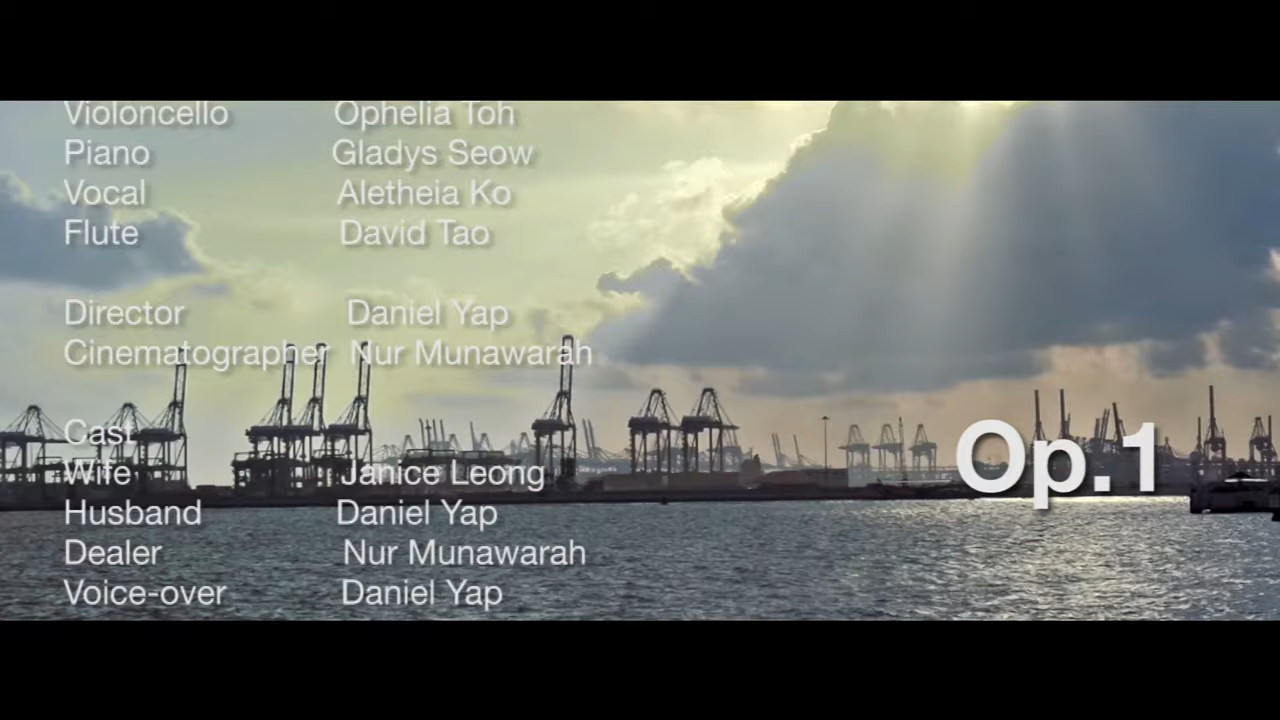 Violoncello Ophelia Toh
Piano Gladys Seow
Vocal Aletheia Ko
Flute David Tao
Director Daniel Yap
Cinematographer Nur Munawarah
Cast
Wife Janice Leong
Husband Daniel Yap
Dealer Nur Munawarah
Voice-over Daniel Yap
Op.1